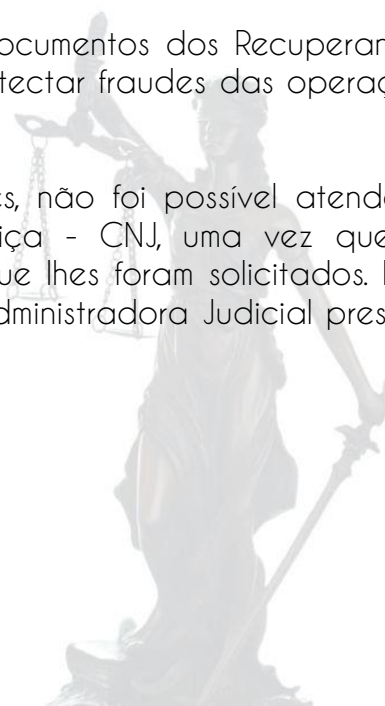 ocumentos dos Recuperan
tectar fraudes das operaç
s, não foi possível atend
iça - CNJ, uma vez que
ue lhes foram solicitados.
dministradora Judicial pres